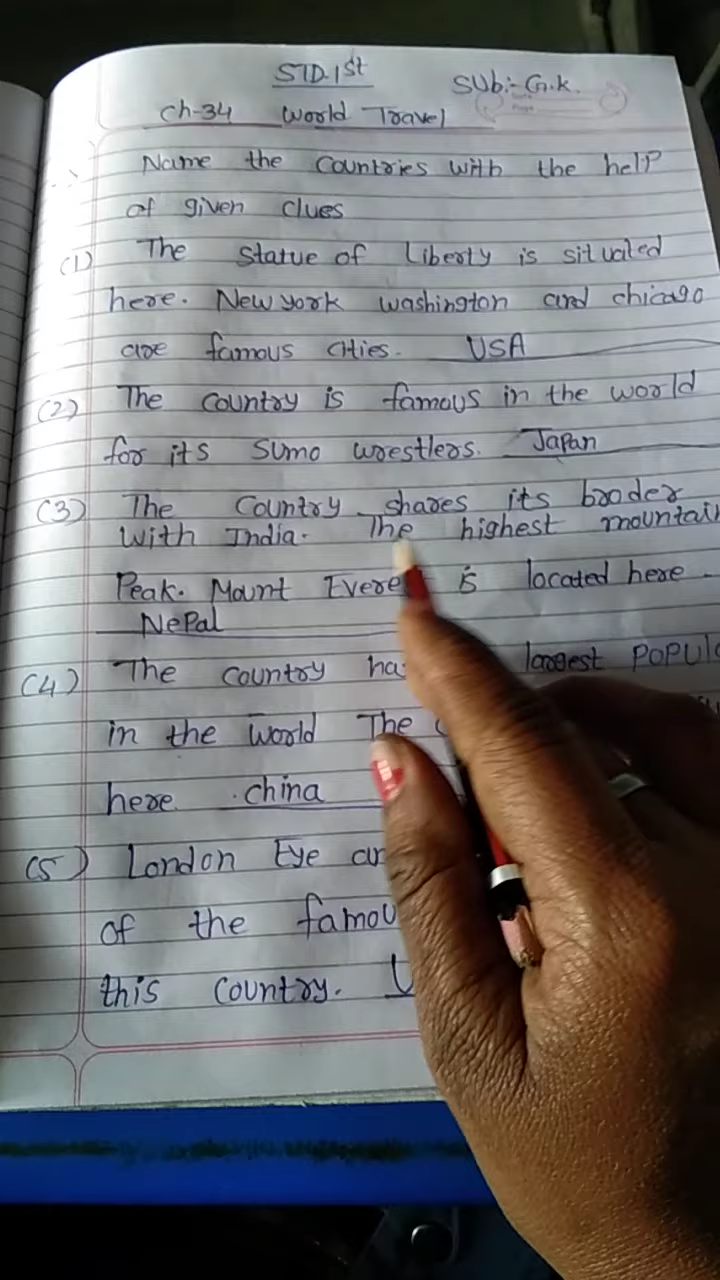 STD.1st
Sub:- G.k.
Ch-34 World Travel
Name the Countries with the help
of given clues
(1) The Statue of Liberty is situated
here. New york washington and chicago
are famous cities. USA
(2) The country is famous in the world
for its Sumo wrestlers. Japan
(3) The Country shares its broder
with India. The highest mountain
Peak. Mount Evere is located here.
Nepal
(4) The country ha largest popula
in the world The
here. china
(5) London Eye
of the famou
this country.